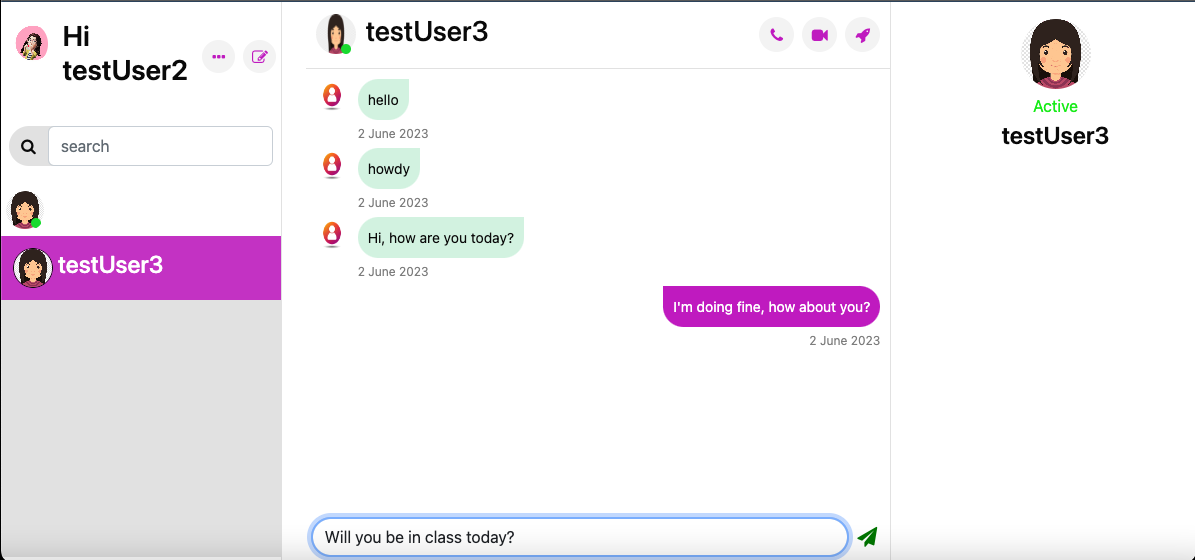 Hi
testUser2
search
testUser3
testUser3
hello
2 June 2023
howdy
2 June 2023
Hi, how are you today?
2 June 2023
I'm doing fine, how about you?
2 June 2023
Will you be in class today?
Active
testUser3